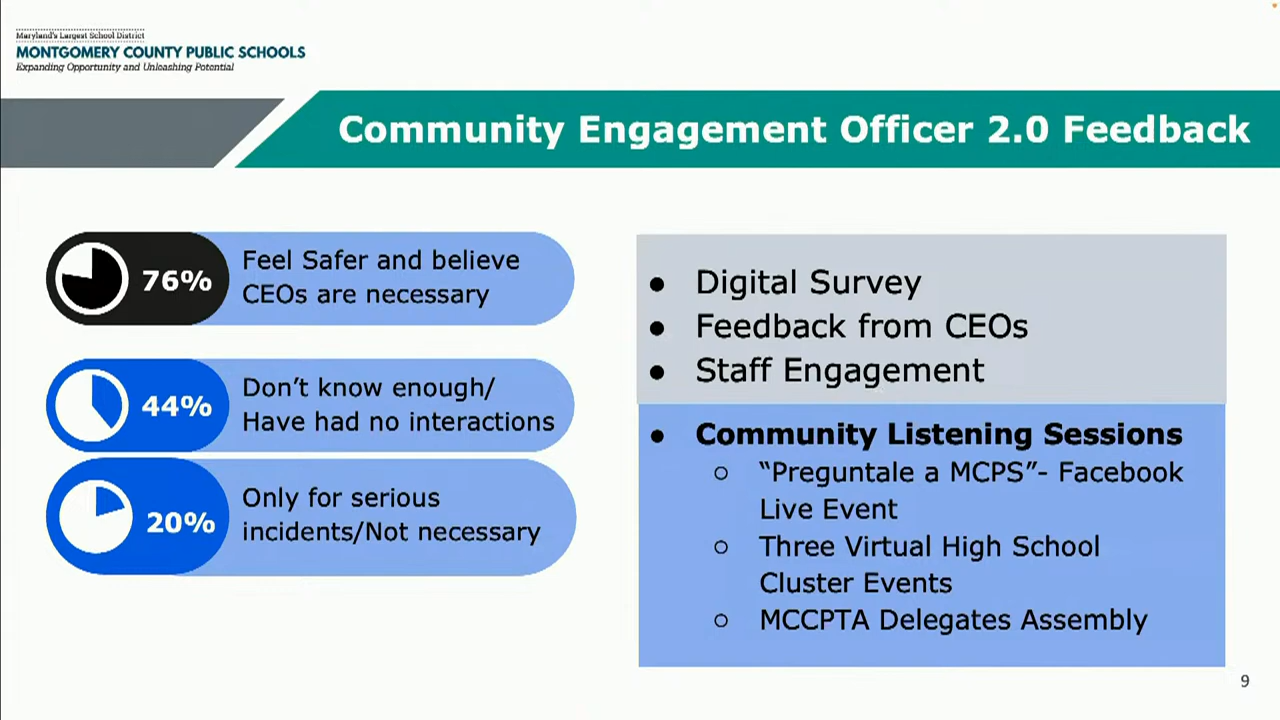 Maryland's Largest School District
MONTGOMERY COUNTY PUBLIC SCHOOLS
Expanding Opportunity and Unleashing Potential
Community Engagement Officer 2.0 Feedback
76%
Feel Safer and believe
CEOs are necessary
44%
Don’t know enough/
Have had no interactions
20%
Only for serious
incidents/Not necessary
● Digital Survey
● Feedback from CEOs
● Staff Engagement
● Community Listening Sessions
○ “Preguntale a MCPS”- Facebook
Live Event
○ Three Virtual High School
Cluster Events
○ MCCPTA Delegates Assembly
9